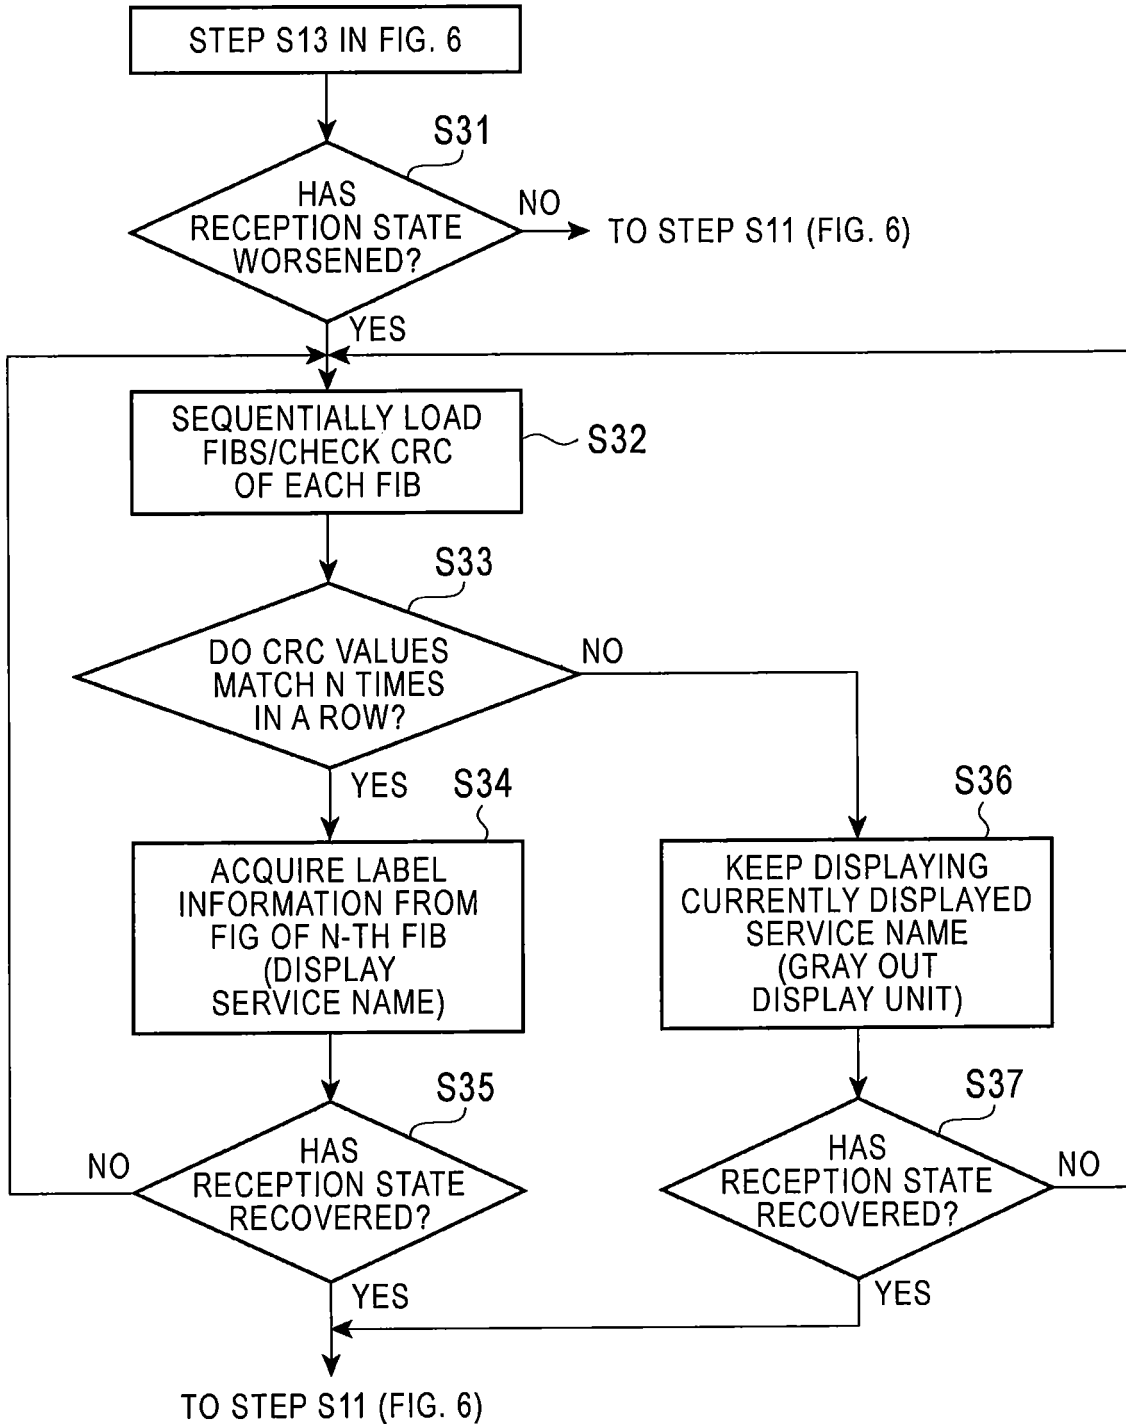 STEP S13 IN FIG. 6
S31
HAS
RECEPTION STATE
WORSENED?
NO
TO STEP S11 (FIG. 6)
YES
SEQUENTIALLY LOAD
FIBS/CHECK CRC
OF EACH FIB
S32
S33
DO CRC VALUES
MATCH N TIMES
IN A ROW?
NO
YES
S34
ACQUIRE LABEL
INFORMATION FROM
FIG OF N-TH FIB
(DISPLAY
SERVICE NAME)
S36
KEEP DISPLAYING
CURRENTLY DISPLAYED
SERVICE NAME
(GRAY OUT
DISPLAY UNIT)
S35
HAS
RECEPTION STATE
RECOVERED?
NO
YES
S37
HAS
RECEPTION STATE
RECOVERED?
NO
YES
TO STEP S11 (FIG. 6)